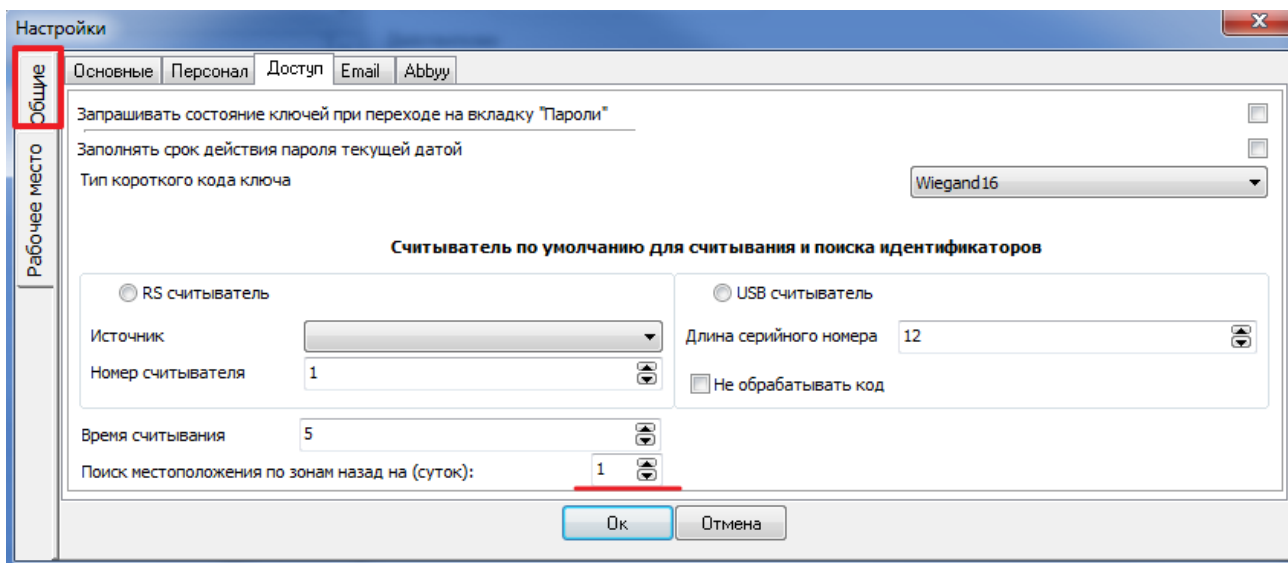 Настройки
Общие
Рабочее место
Основные Персонал Доступ Email Abbyy
Запрашивать состояние ключей при переходе на вкладку "Пароли"
Заполнять срок действия пароля текущей датой
Тип короткого кода ключа Wiegand16
Считыватель по умолчанию для считывания и поиска идентификаторов
RS считыватель USB считыватель
Источник Длина серийного номера 12
Номер считывателя 1
Не обрабатывать код
Время считывания 5
Поиск местоположения по зонам назад на (суток): 1
Ок Отмена